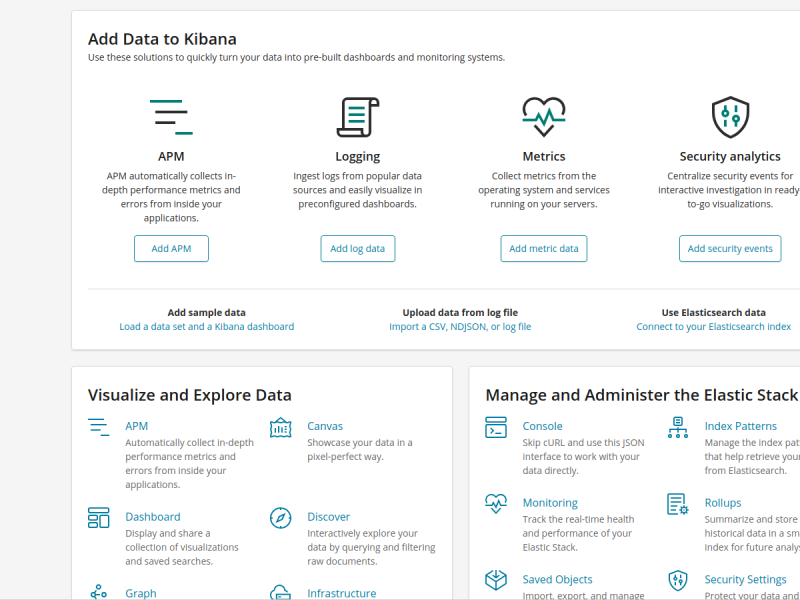 Add Data to Kibana
Use these solutions to quickly turn your data into pre-built dashboards and monitoring systems.
APM
APM automatically collects in-
depth performance metrics and
errors from inside your
applications.
Add APM
Logging
Ingest logs from popular data
sources and easily visualize in
preconfigured dashboards.
Add log data
Metrics
Collect metrics from the
operating system and services
running on your servers.
Add metric data
Security analytics
Centralize security events for
interactive investigation in ready-
to-go visualizations.
Add security events
Add sample data
Load a data set and a Kibana dashboard
Upload data from log file
Import a CSV, NDJSON, or log file
Use Elasticsearch data
Connect to your Elasticsearch index
Visualize and Explore Data
APM
Automatically collect in-depth
performance metrics and
errors from inside your
applications.
Canvas
Showcase your data in a
pixel-perfect way.
Dashboard
Display and share a
collection of visualizations
and saved searches.
Discover
Interactively explore your
data by querying and filtering
raw documents.
Graph
Infrastructure
Manage and Administer the Elastic Stack
Console
Skip cURL and use this JSON
interface to work with your
data directly.
Index Patterns
Manage the index
that help retrieve your
from Elasticsearch.
Monitoring
Track the real-time health
and performance of your
Elastic Stack.
Rollups
Summarize and store
historical data in a
index for future
Saved Objects
Import, export, and manage
Security Settings
Protect your data and